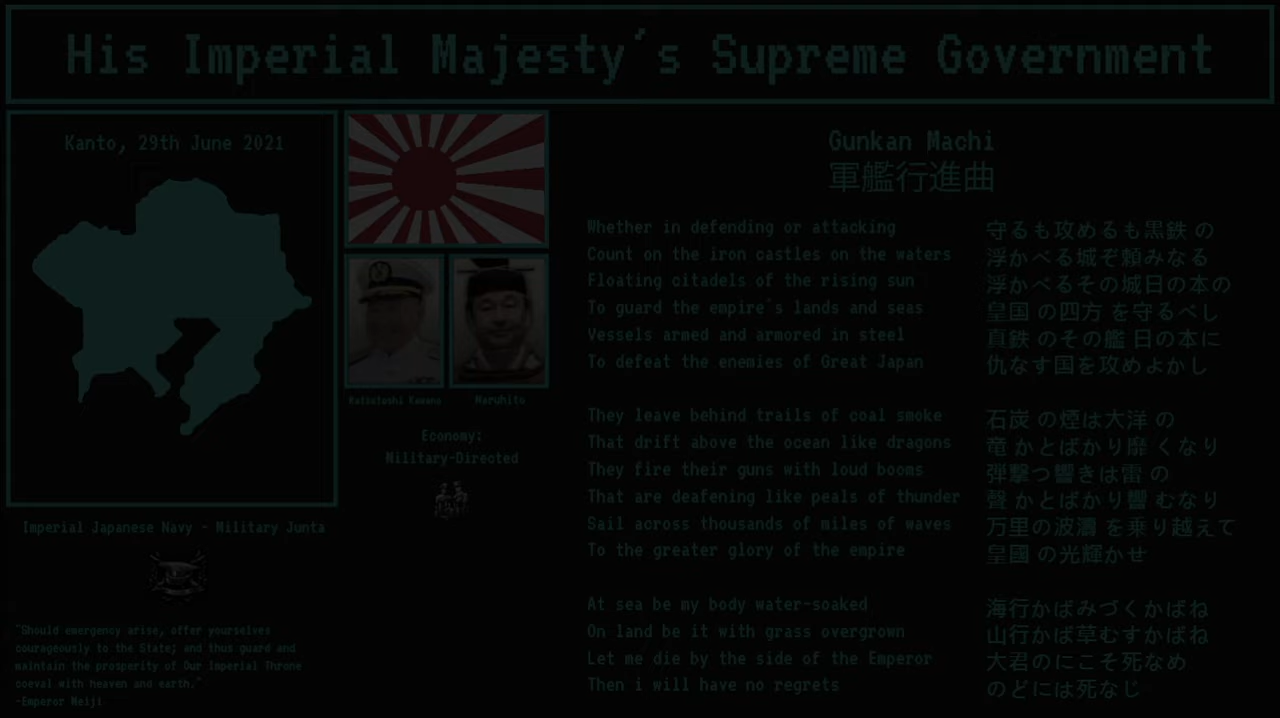 His Imperial Majesty's Supreme Government
Kanto, 29th June 2021
Katsutoshi Kawano
Naruhito
Economy:
Military-Directed
Imperial Japanese Navy - Military Junta
"Should emergency arise, offer yourselves
courageously to the State; and thus guard and
maintain the prosperity of Our Imperial Throne
coeval with heaven and earth."
-Emperor Meiji
Gunkan Machi
軍艦行進曲
Whether in defending or attacking
Count on the iron castles on the waters
Floating citadels of the rising sun
To guard the empire's lands and seas
Vessels armed and armored in steel
To defeat the enemies of Great Japan
They leave behind trails of coal smoke
That drift above the ocean like dragons
They fire their guns with loud booms
That are deafening like peals of thunder
Sail across thousands of miles of waves
To the greater glory of the empire
At sea be my body water-soaked
On land be it with grass overgrown
Let me die by the side of the Emperor
Then i will have no regrets
守るも攻めるも黒鉄 の
浮かべる城ぞ頼みなる
浮かべるその城日の本の
皇国 の四方 を守るべし
真鉄 のその艦 日の本に
仇なす国を攻めよかし
石炭 の煙は大洋 の
竜 かとばかり靡 くなり
弾撃つ響きは雷 の
聲 かとばかり響 むなり
万里の波濤 を乗り越えて
皇國 の光輝かせ
海行かばみづくかばね
山行かば草むすかばね
大君のにこそ死なめ
のどには死なじ